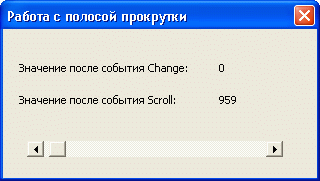 Работа с полосой прокрутки
Значение после события Change: 0
Значение после события Scroll: 959